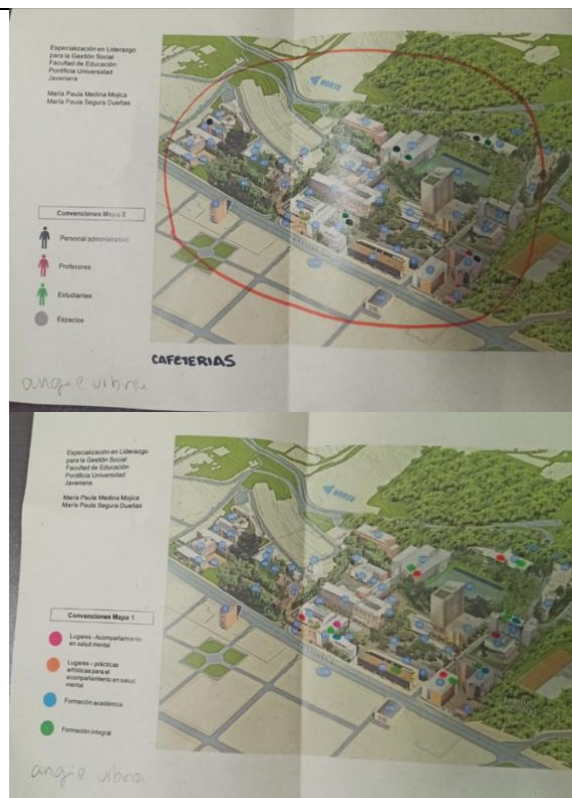 Especialización en Liderazgo
para la Gestión Social
Facultad de Educación
Pontificia Universidad
Javeriana
María Paula Medina Mojica
María Paula Segura Dueñas
NORTE
Convenciones Mapa 2
Personal administrativo
Profesores
Estudiantes
Espacios
CAFETERIAS
angie urbina
Especialización en Liderazgo
para la Gestión Social
Facultad de Educación
Pontificia Universidad
Javeriana
María Paula Medina Mojica
María Paula Segura Dueñas
NORTE
Convenciones Mapa 1
Lugares - Acompañamiento
en salud mental
Lugares – prácticas
artísticas para el
acompañamiento en salud
mental
Formación académica
Formación integral
angie urbina